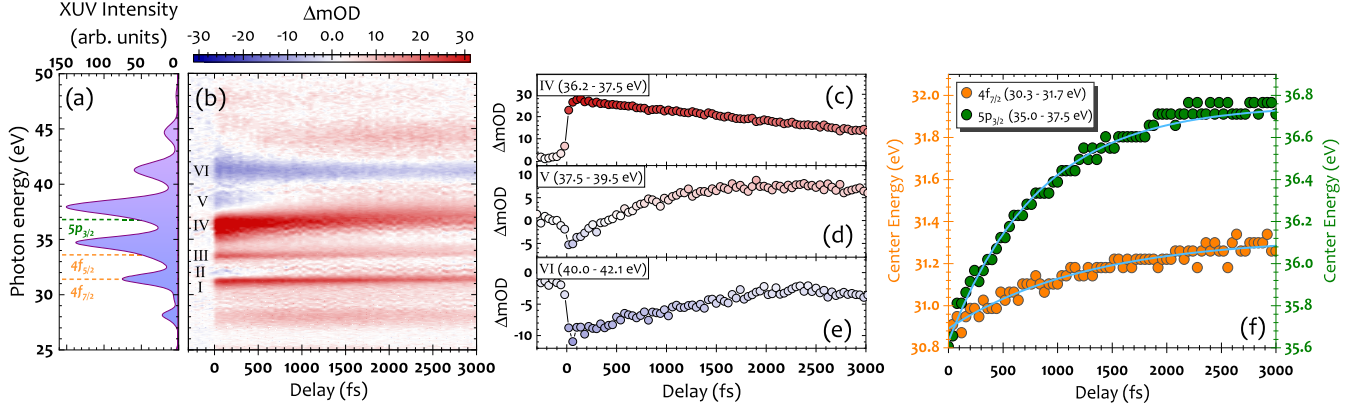 XUV Intensity
(arb. units)
150 100 50 0
ΔmOD
-30 -20 -10 0.0 10 20 30
50
45
40
35
30
25
Photon energy (eV)
(a)
5p3/2
4f5/2
4f7/2
(b)
VI
V
IV
III
II
I
0 500 1000 1500 2000 2500 3000
Delay (fs)
IV (36.2 - 37.5 eV)
(c)
30
20
10
0
ΔmOD
V (37.5 - 39.5 eV)
(d)
10
5
0
-5
ΔmOD
VI (40.0 - 42.1 eV)
(e)
0
-5
-10
ΔmOD
0 500 1000 1500 2000 2500 3000
Delay (fs)
4f7/2 (30.3 - 31.7 eV)
5p3/2 (35.0 - 37.5 eV)
(f)
32.0
31.8
31.6
31.4
31.2
31.0
30.8
Center Energy (eV)
36.8
36.6
36.4
36.2
36.0
35.8
35.6
Center Energy (eV)
0 500 1000 1500 2000 2500 3000
Delay (fs)